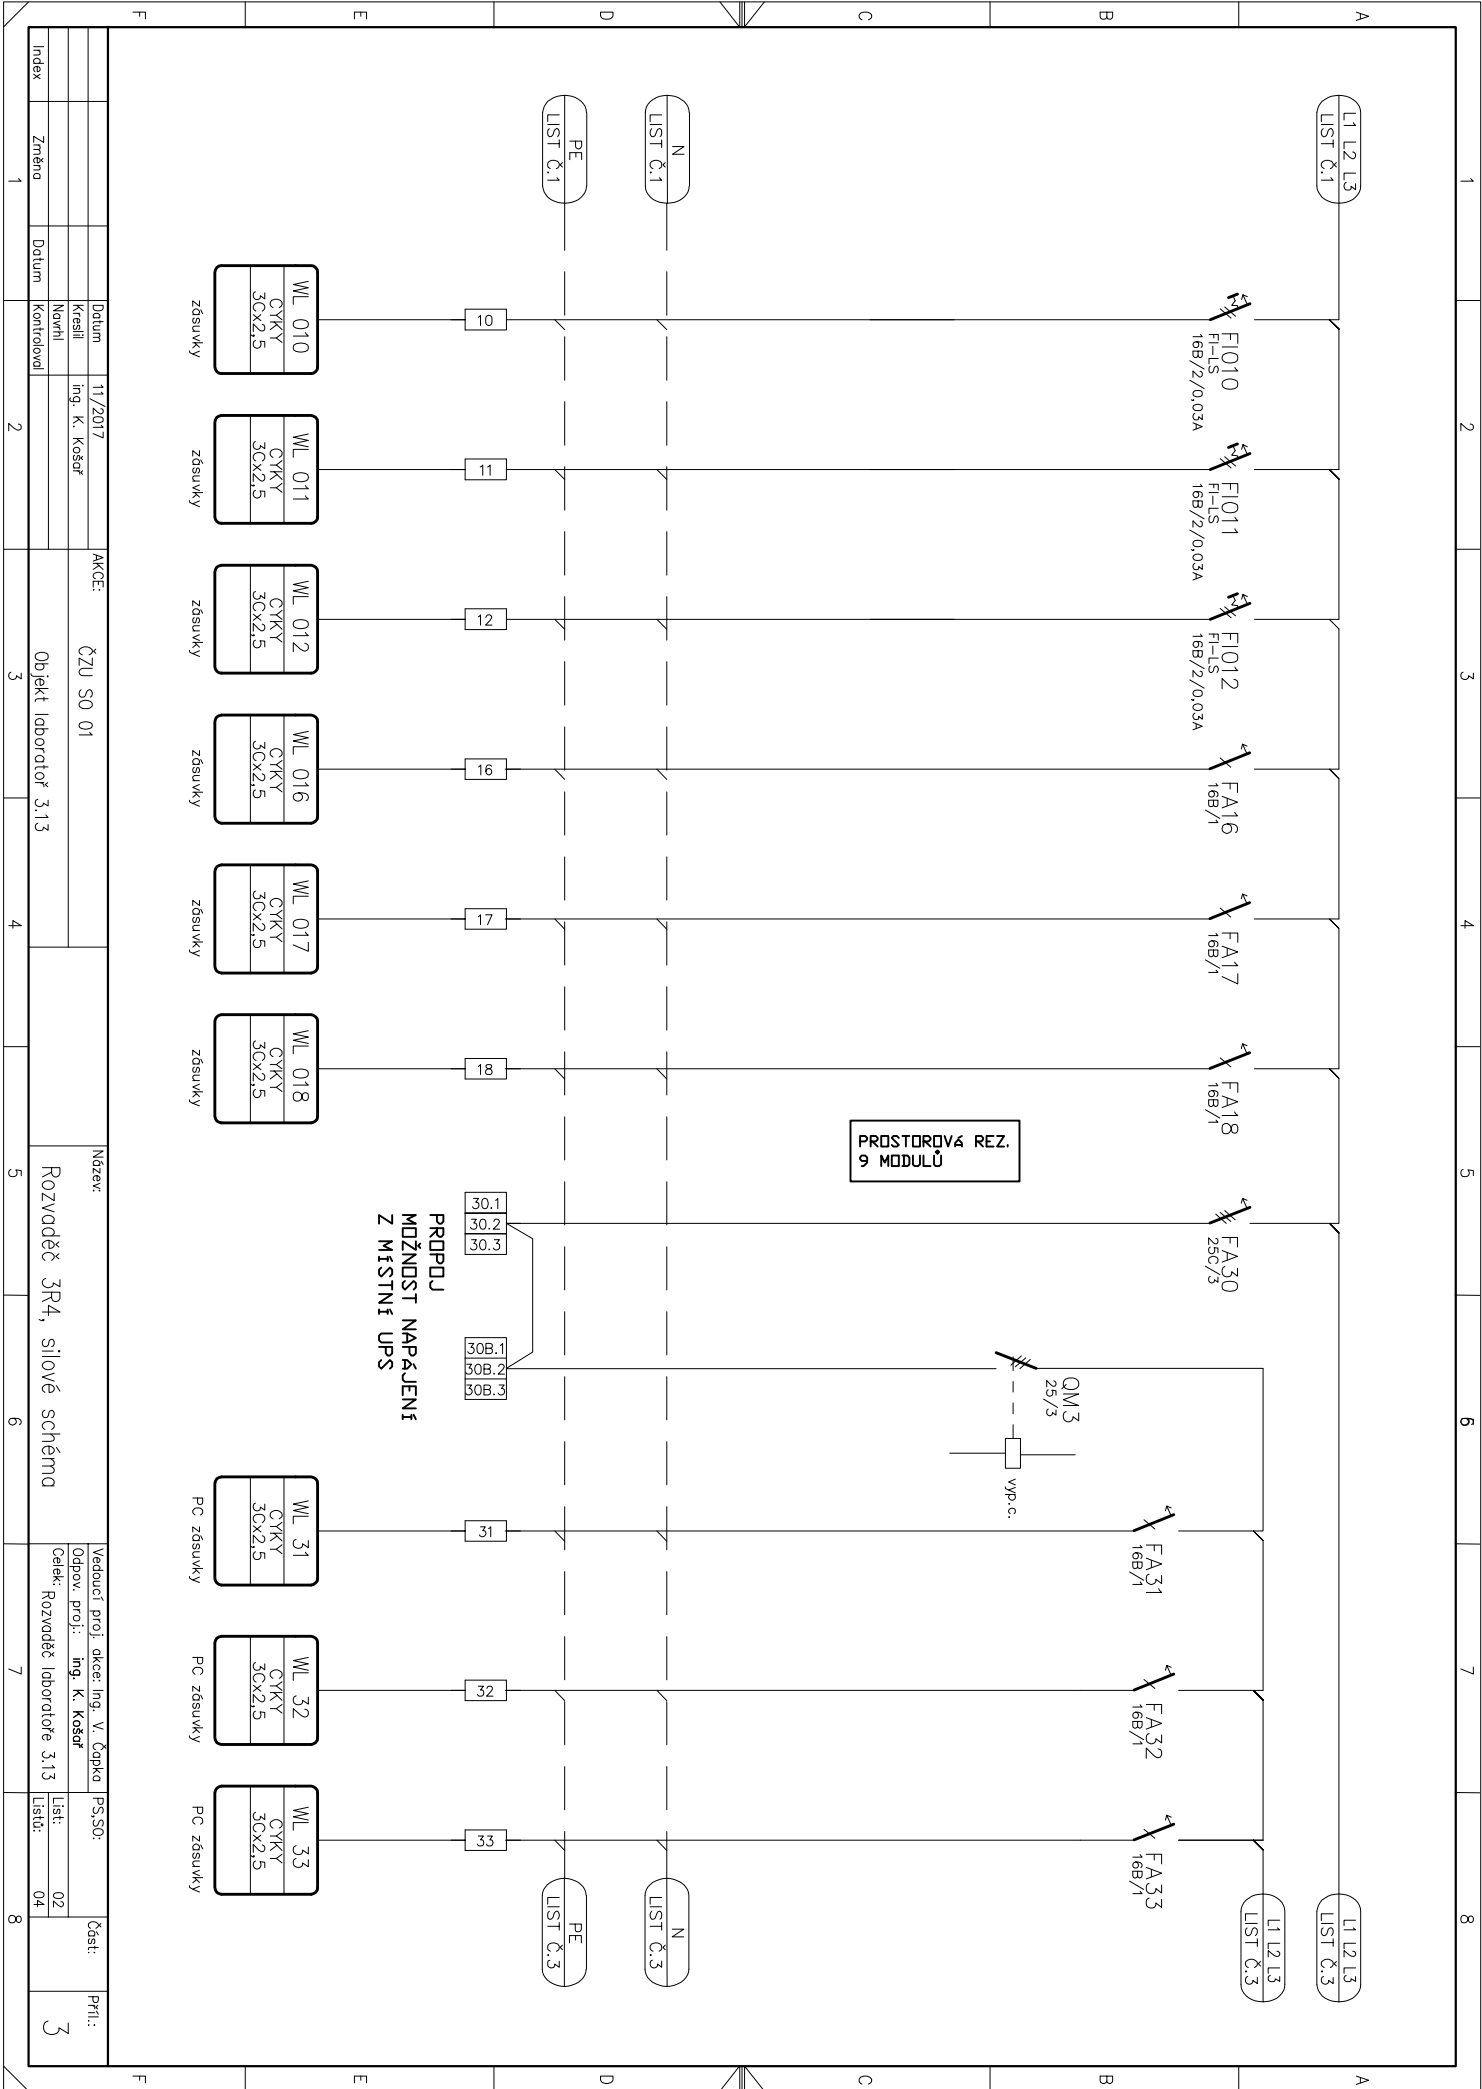 1
2
3
4
5
6
7
8
A
B
C
D
E
F
L1 L2 L3
LIST Č.1
N
LIST Č.1
PE
LIST Č.1
FI010
FI-LS
16B/2/0,03A
FI011
FI-LS
16B/2/0,03A
FI012
FI-LS
16B/2/0,03A
FA16
16B/1
FA17
16B/1
FA18
16B/1
FA30
25C/3
PROSTOROVÁ REZ.
9 MODULŮ
QM3
25/3
vyp.c.
FA31
16B/1
FA32
16B/1
FA33
16B/1
L1 L2 L3
LIST Č.3
L1 L2 L3
LIST Č.3
N
LIST Č.3
PE
LIST Č.3
10
11
12
16
17
18
30.1
30.2
30.3
30B.1
30B.2
30B.3
31
32
33
PROPOJ
MOŽNOST NAPÁJENÍ
Z MÍSTNÍ UPS
WL 010
CYKY
3Cx2,5
zásuvky
WL 011
CYKY
3Cx2,5
zásuvky
WL 012
CYKY
3Cx2,5
zásuvky
WL 016
CYKY
3Cx2,5
zásuvky
WL 017
CYKY
3Cx2,5
zásuvky
WL 018
CYKY
3Cx2,5
zásuvky
WL 31
CYKY
3Cx2,5
PC zásuvky
WL 32
CYKY
3Cx2,5
PC zásuvky
WL 33
CYKY
3Cx2,5
PC zásuvky
Index
Změna
Datum
Datum
11/2017
Kreslil
ing. K. Košař
Navrhl
Kontroloval
AKCE:
ČZU SO 01
Objekt laboratoř 3.13
Název:
Rozvaděč 3R4, silové schéma
Vedoucí proj. akce: Ing. V. Čapka
Odpov. proj.: ing. K. Košař
Celek: Rozvaděč laboratoře 3.13
PS,SO:
List: 02
Listů: 04
Část:
Příl.:
3
1
2
3
4
5
6
7
8
A
B
C
D
E
F